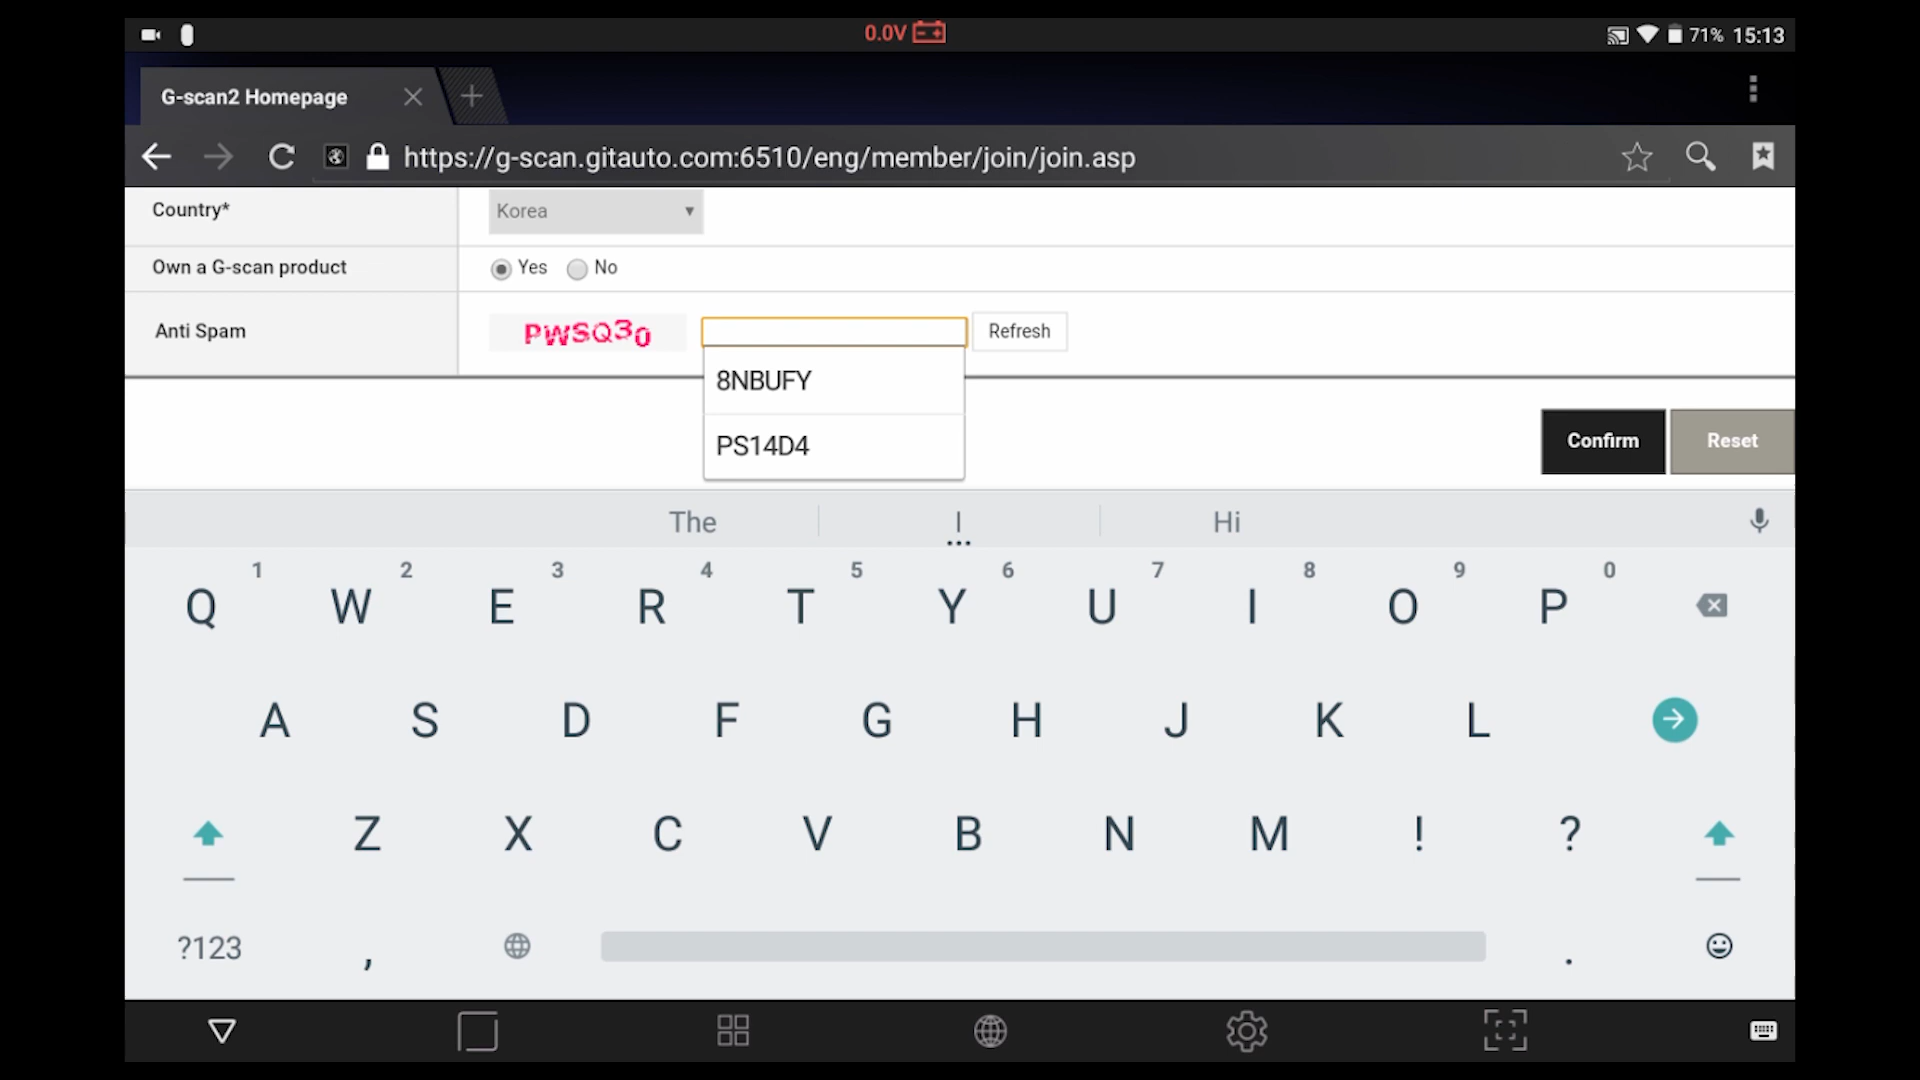 0.0V
71% 15:13
G-scan2 Homepage
https://g-scan.gitauto.com:6510/eng/member/join/join.asp
Country* Korea
Own a G-scan product Yes No
Anti Spam PWSQ30 Refresh
8NBUFY
PS14D4
Confirm Reset
The I Hi
1 2 3 4 5 6 7 8 9 0
Q W E R T Y U I O P
A S D F G H J K L
Z X C V B N M ! ?
?123 , .